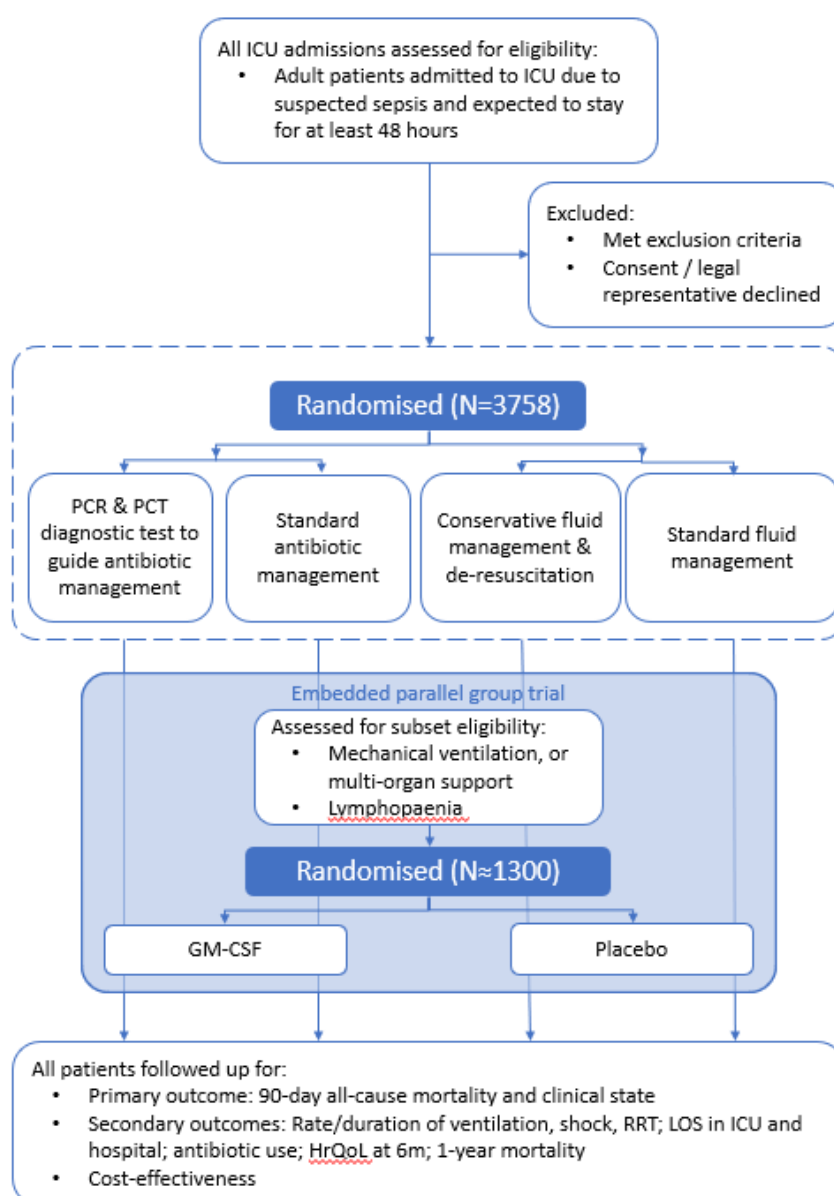 All ICU admissions assessed for eligibility:
• Adult patients admitted to ICU due to
suspected sepsis and expected to stay
for at least 48 hours
Excluded:
• Met exclusion criteria
• Consent / legal
representative declined
Randomised (N=3758)
PCR & PCT
diagnostic test to
guide antibiotic
management
Standard
antibiotic
management
Conservative fluid
management &
de-resuscitation
Standard fluid
management
Embedded parallel group trial
Assessed for subset eligibility:
• Mechanical ventilation, or
multi-organ support
• Lymphopaenia
Randomised (N≈1300)
GM-CSF
Placebo
All patients followed up for:
• Primary outcome: 90-day all-cause mortality and clinical state
• Secondary outcomes: Rate/duration of ventilation, shock, RRT; LOS in ICU and
hospital; antibiotic use; HrQoL at 6m; 1-year mortality
• Cost-effectiveness